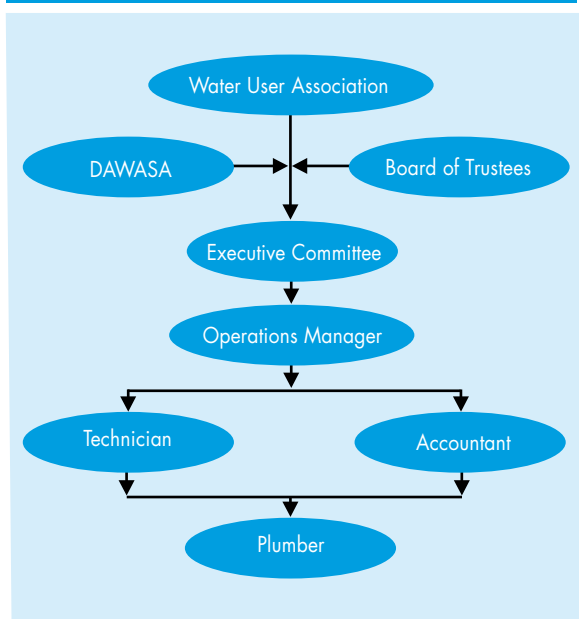 Water User Association
DAWASA
Board of Trustees
Executive Committee
Operations Manager
Technician
Accountant
Plumber